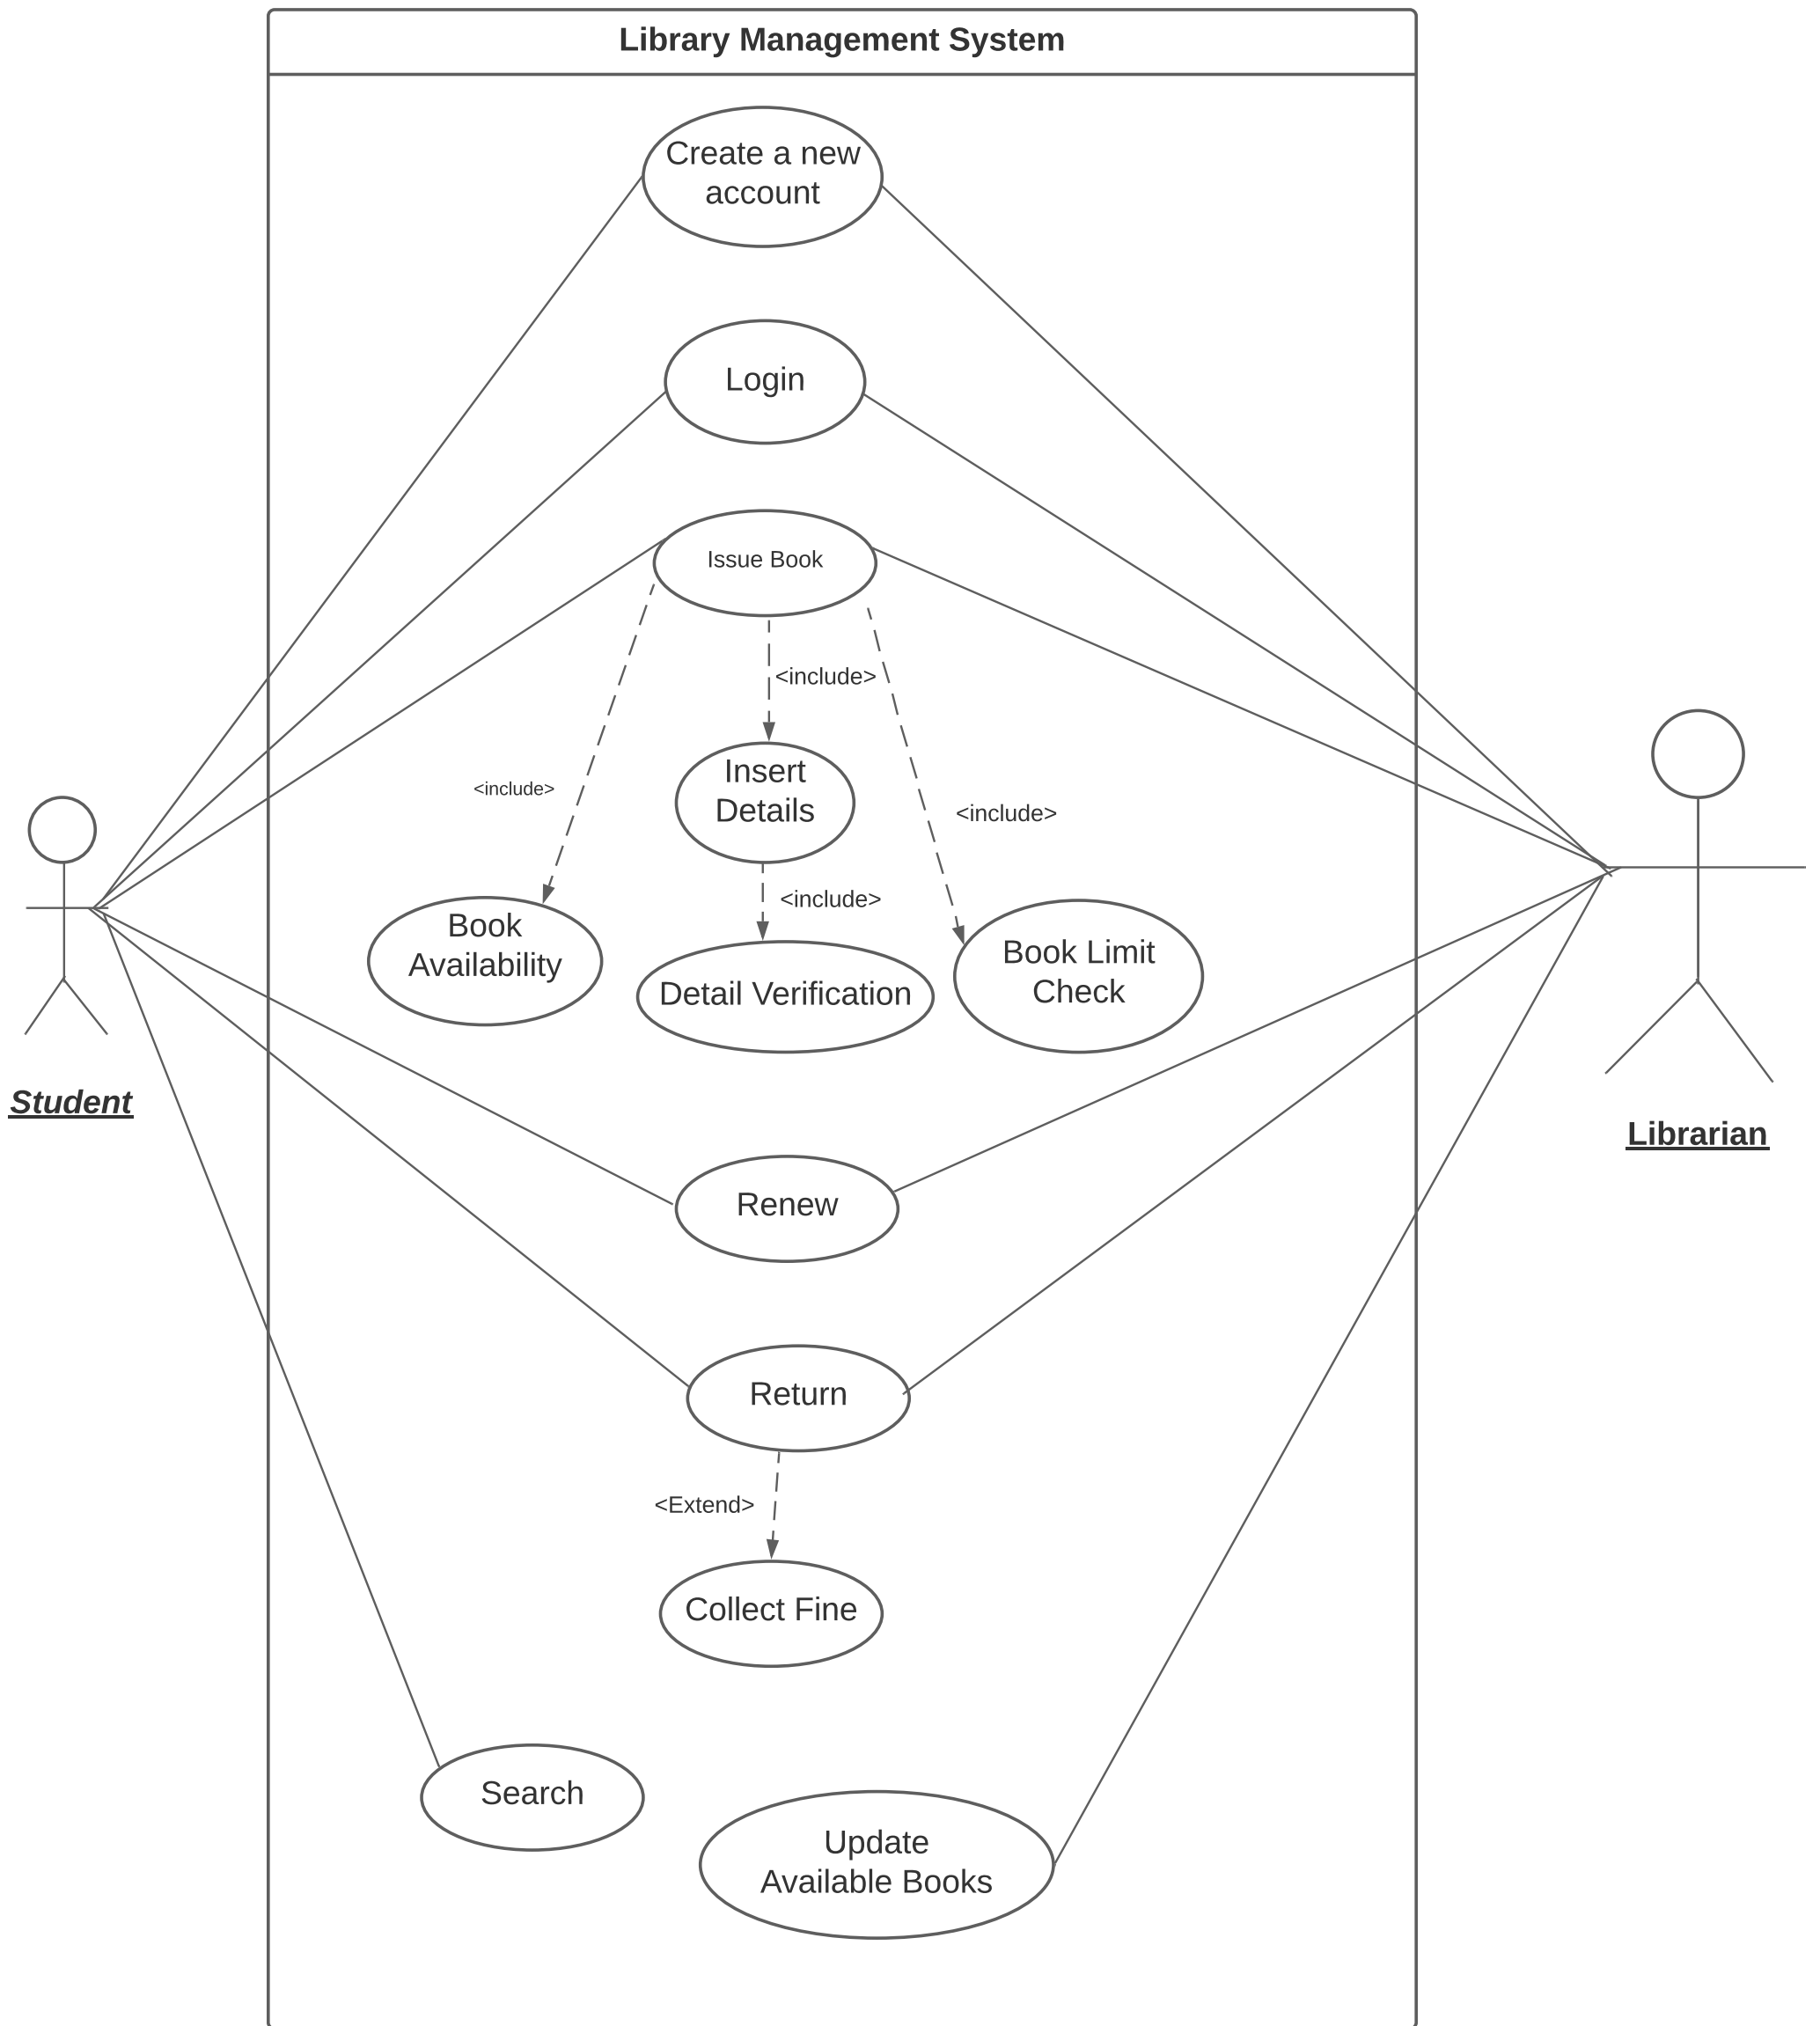 Library Management System
Create a new
account
Login
Issue Book
<include>
Insert
Details
<include>
<include>
<include>
Book
Availability
Detail Verification
Book Limit
Check
Student
Librarian
Renew
Return
<Extend>
Collect Fine
Search
Update
Available Books